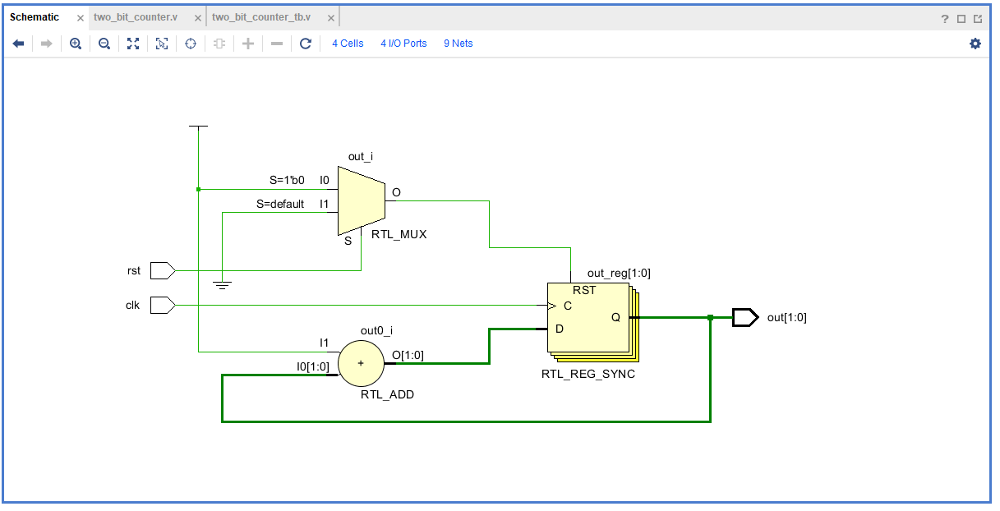 Schematic × two_bit_counter.v × two_bit_counter_tb.v × ?
4 Cells 4 I/O Ports 9 Nets
out_i
S=1'b0 I0
O
S=default I1
RTL_MUX
S
rst
out_reg[1:0]
RST
clk
C
Q
out[1:0]
D
out0_i
I1
O[1:0]
+
I0[1:0]
RTL_REG_SYNC
RTL_ADD